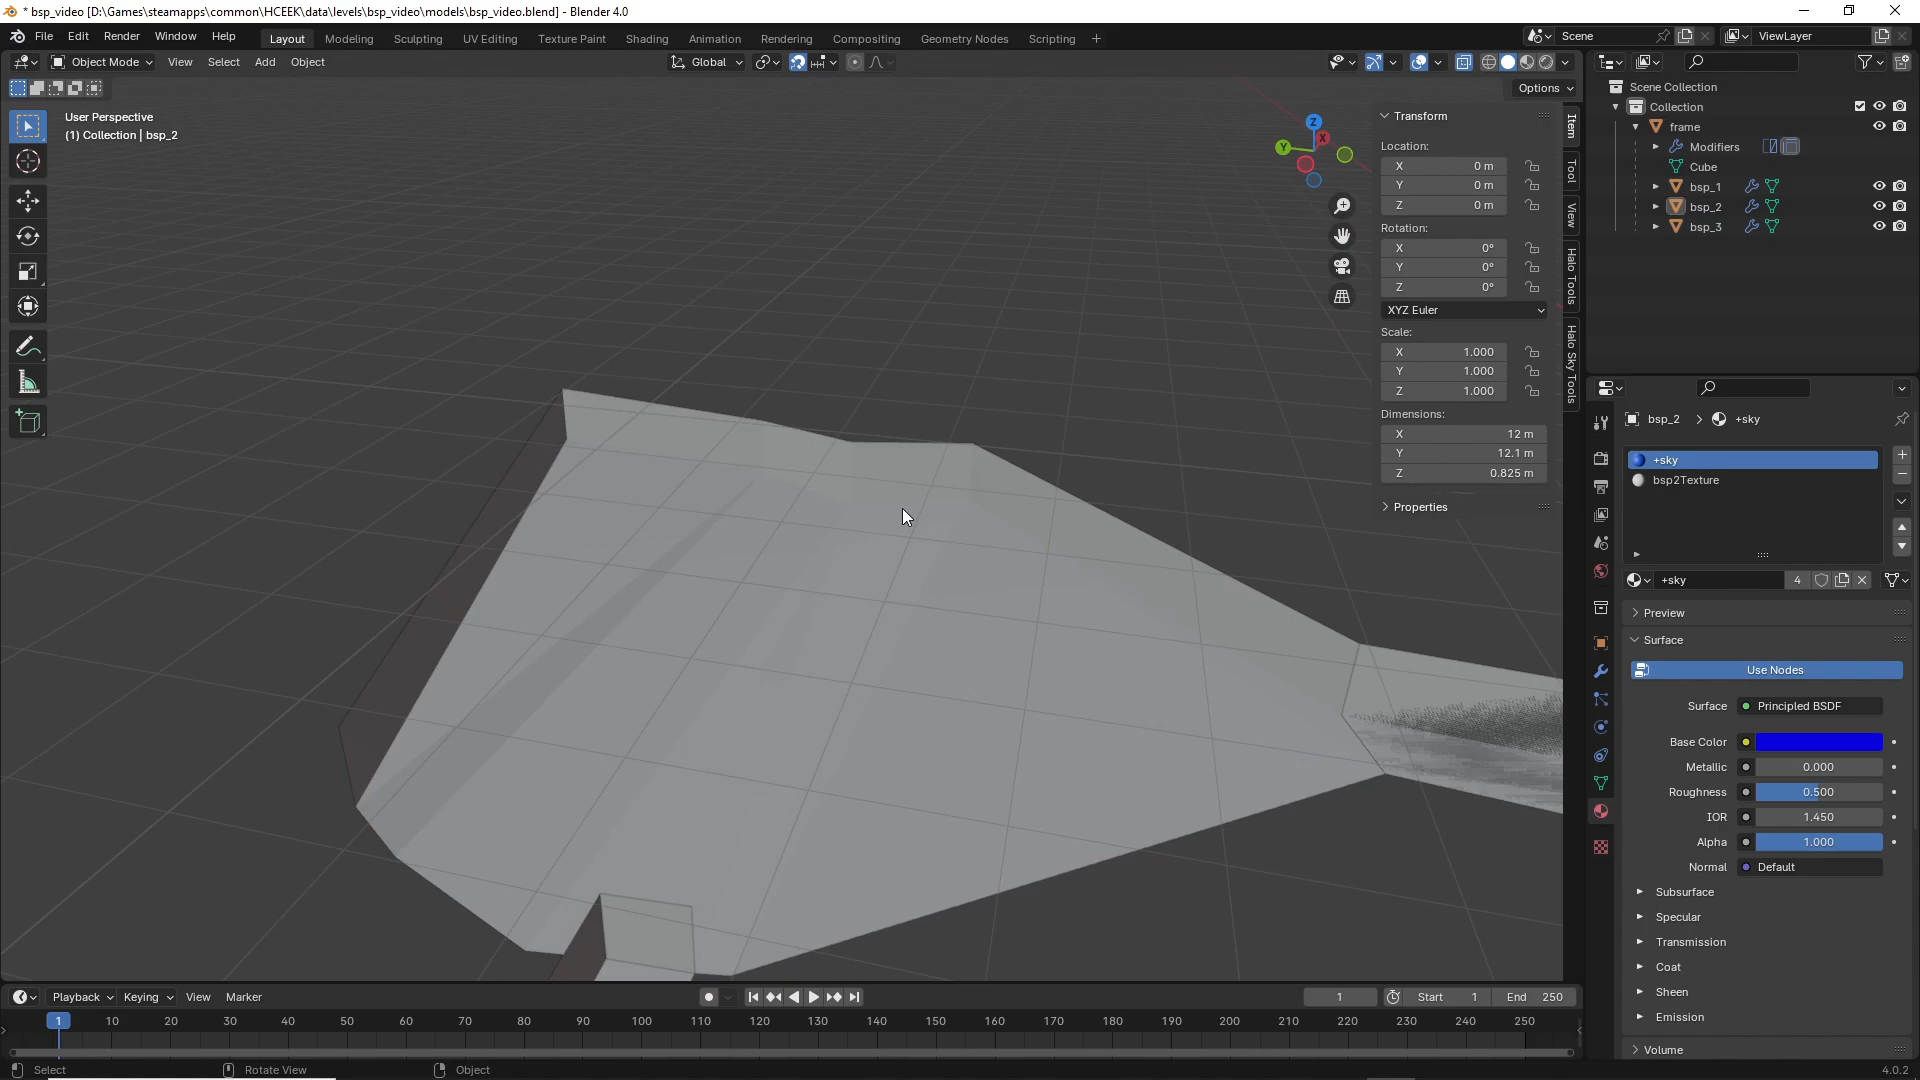 * bsp_video [D:\Games\steamapps\common\HCEEK\data\levels\bsp_video\models\bsp_video.blend] - Blender 4.0
File Edit Render Window Help
Layout Modeling Sculpting UV Editing Texture Paint Shading Animation Rendering Compositing Geometry Nodes Scripting +
Scene
ViewLayer
Object Mode View Select Add Object
Global
Options
User Perspective
(1) Collection | bsp_2
Z
Y
X
Transform
Location:
X 0 m
Y 0 m
Z 0 m
Rotation:
X 0°
Y 0°
Z 0°
XYZ Euler
Scale:
X 1.000
Y 1.000
Z 1.000
Dimensions:
X 12 m
Y 12.1 m
Z 0.825 m
Properties
Item
Tool
View
Halo Tools
Halo Sky Tools
Scene Collection
Collection
frame
Modifiers
Cube
bsp_1
bsp_2
bsp_3
bsp_2 > +sky
+sky
bsp2Texture
+sky 4
Preview
Surface
Use Nodes
Surface Principled BSDF
Base Color
Metallic 0.000
Roughness 0.500
IOR 1.450
Alpha 1.000
Normal Default
Subsurface
Specular
Transmission
Coat
Sheen
Emission
Volume
Playback Keying View Marker
1 Start 1 End 250
1 10 20 30 40 50 60 70 80 90 100 110 120 130 140 150 160 170 180 190 200 210 220 230 240 250
Select Rotate View Object
4.0.2